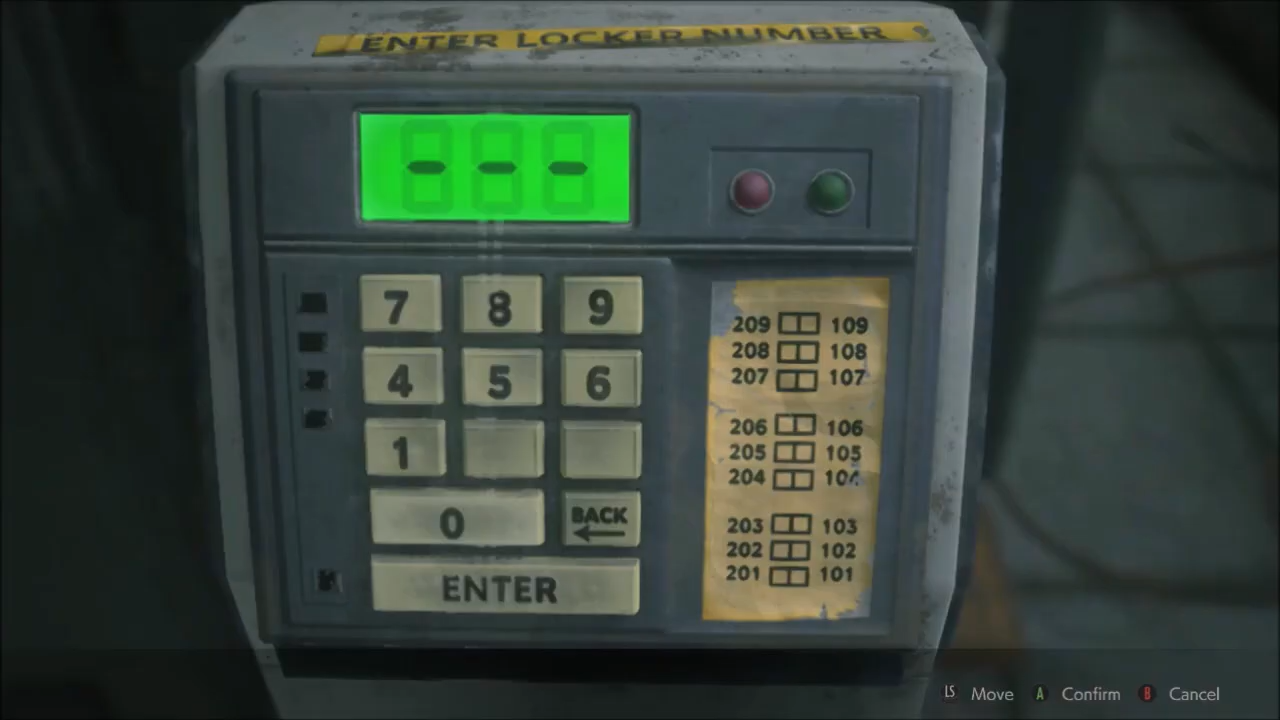 ENTER LOCKER NUMBER
---
7 8 9
4 5 6
1
0 BACK
ENTER
209 109
208 108
207 107
206 106
205 105
204 104
203 103
202 102
201 101
LS Move A Confirm B Cancel